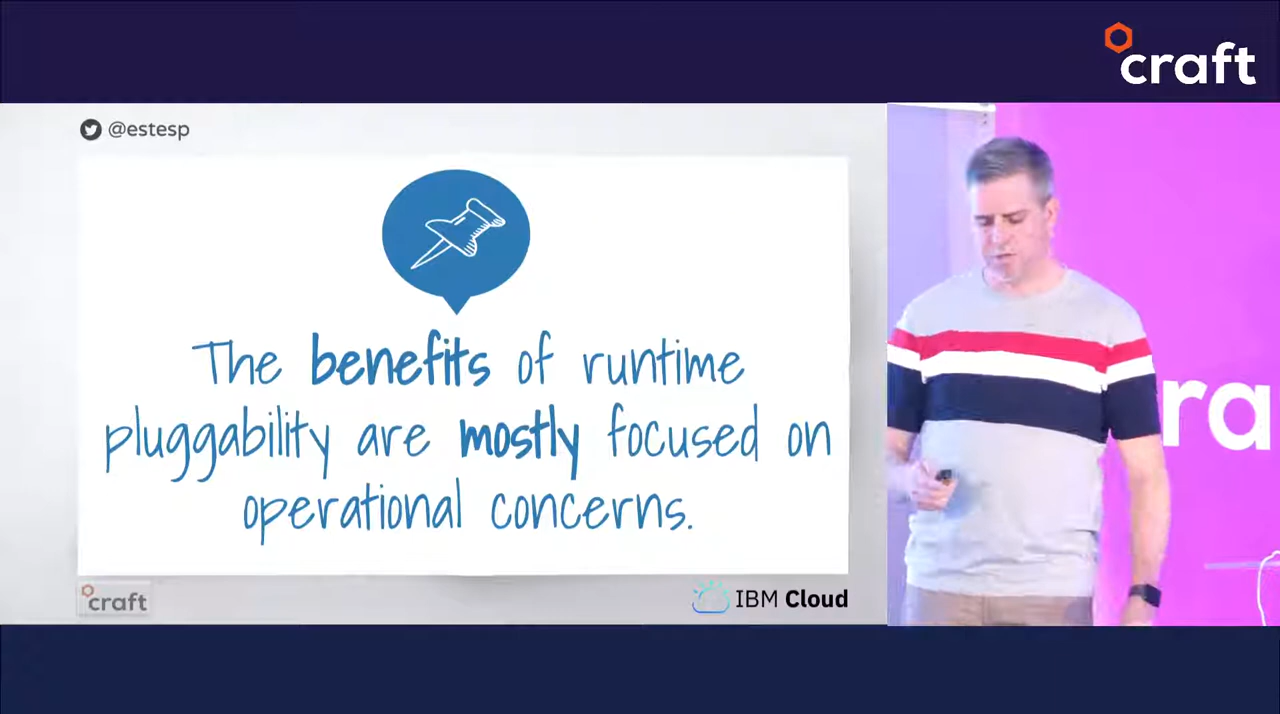 craft
@estesp
The benefits of runtime
pluggability are mostly focused on
operational concerns.
ra
craft
IBM Cloud